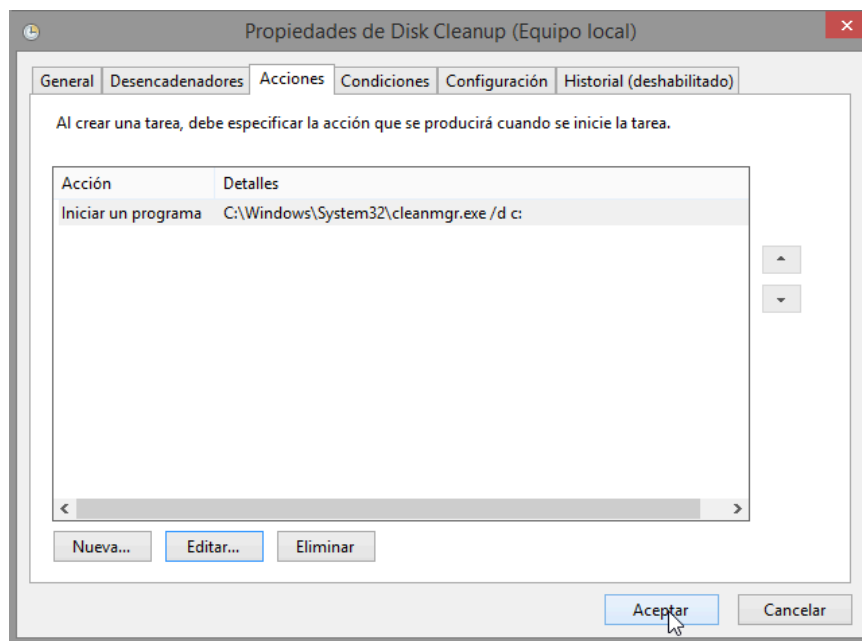 Propiedades de Disk Cleanup (Equipo local)
General Desencadenadores Acciones Condiciones Configuración Historial (deshabilitado)
Al crear una tarea, debe especificar la acción que se producirá cuando se inicie la tarea.
Acción Detalles
Iniciar un programa C:\Windows\System32\cleanmgr.exe /d c:
Nueva... Editar... Eliminar
Aceptar Cancelar